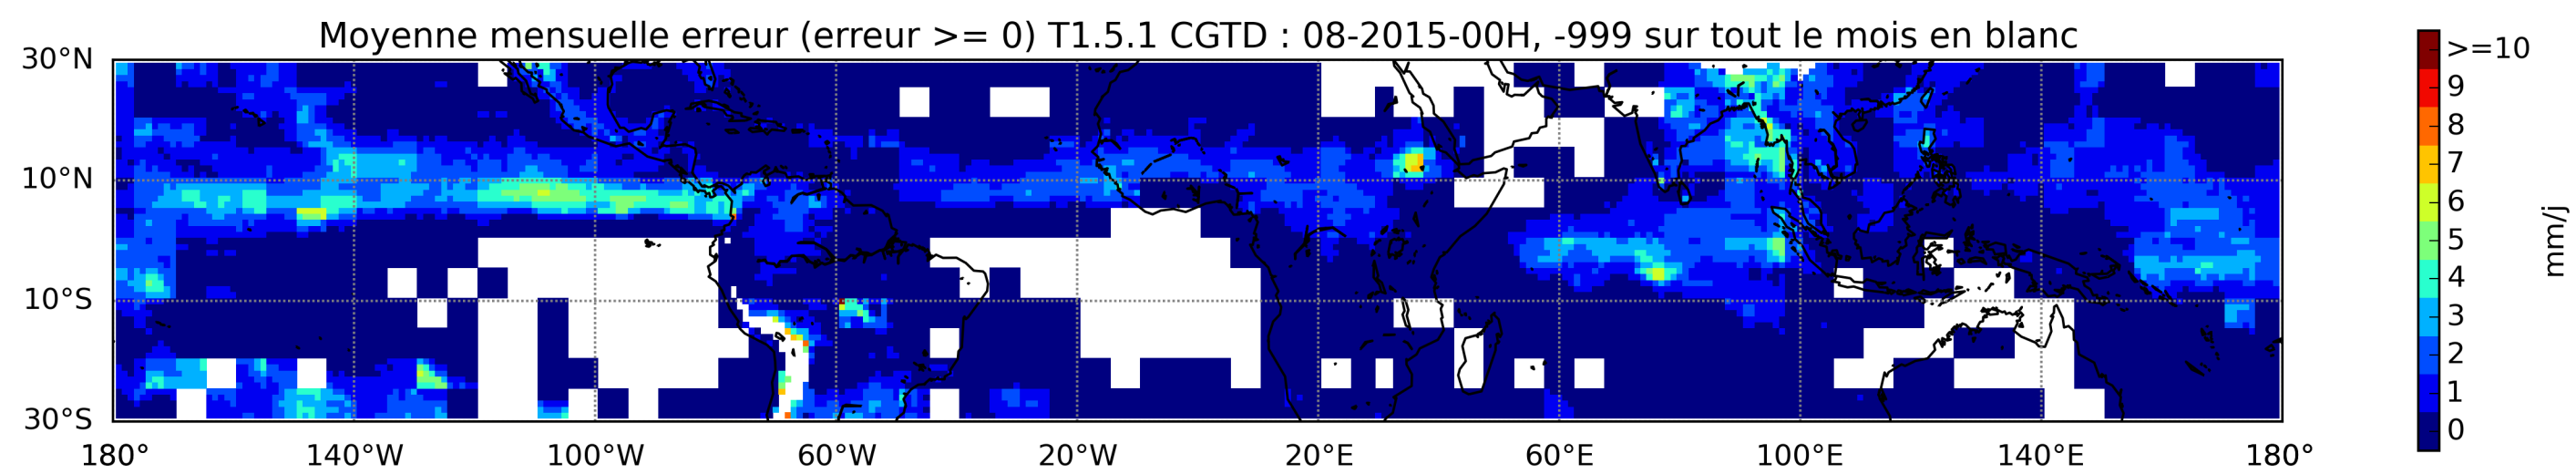 Moyenne mensuelle erreur (erreur >= 0) T1.5.1 CGTD : 08-2015-00H, -999 sur tout le mois en blanc
30°N
10°N
10°S
30°S
180° 140°W 100°W 60°W 20°W 20°E 60°E 100°E 140°E 180°
>=10
9
8
7
6
5
4
3
2
1
0
mm/j